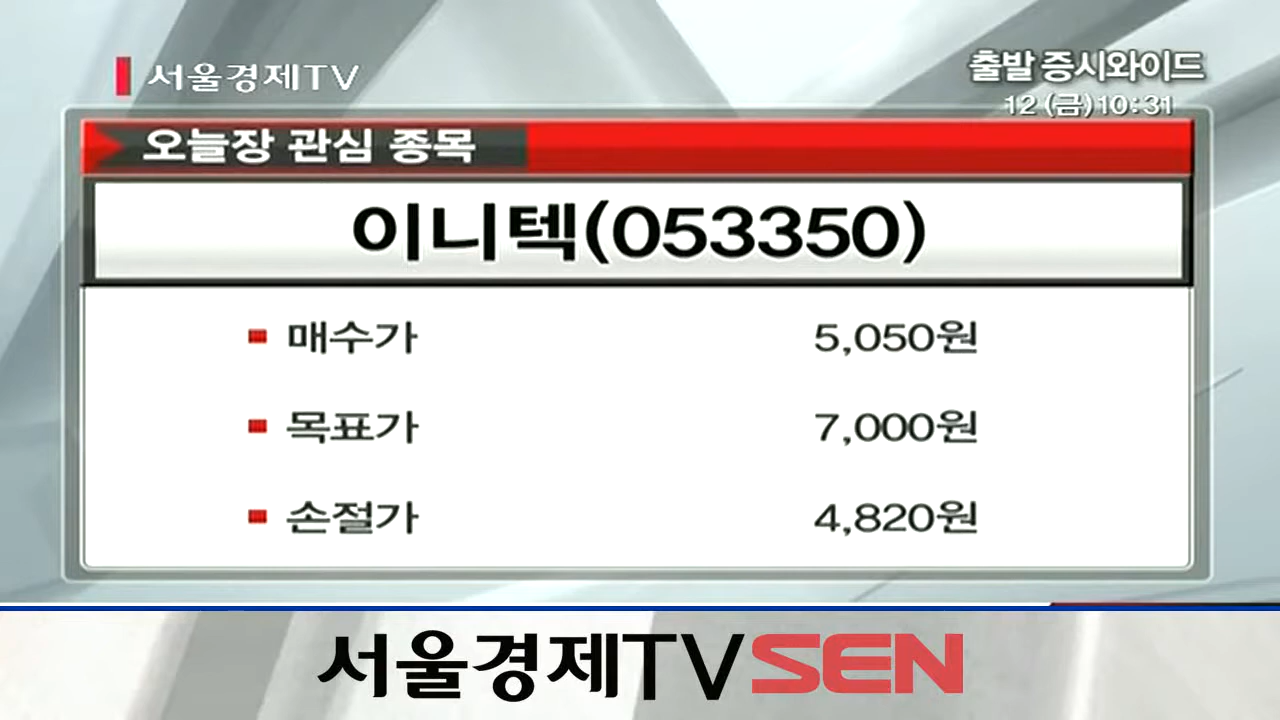 서울경제TV
출발 증시와이드
12 (금) 10:31
오늘장 관심 종목
이니텍(053350)
매수가 5,050원
목표가 7,000원
손절가 4,820원
서울경제TV SEN